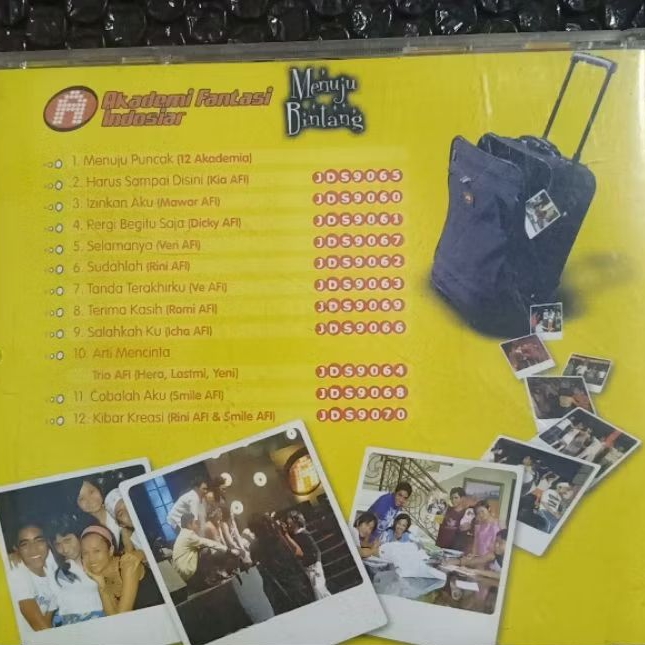 A Akademi Fantasi
Indosiar
Menuju
Bintang
1. Menuju Puncak (12 Akademia)
2. Harus Sampai Disini (Kia AFI) JDS9065
3. Izinkan Aku (Mawar AFI) JDS9060
4. Pergi Begitu Saja (Dicky AFI) JDS9061
5. Selamanya (Veri AFI) JDS9067
6. Sudahlah (Rini AFI) JDS9062
7. Tanda Terakhirku (Ve AFI) JDS9063
8. Terima Kasih (Romi AFI) JDS9069
9. Salahkah Ku (Icha AFI) JDS9066
10. Arti Mencinta
Trio AFI (Hera, Lastmi, Yeni) JDS9064
11. Cobalah Aku (Smile AFI) JDS9068
12. Kibar Kreasi (Rini AFI & Smile AFI) JDS9070